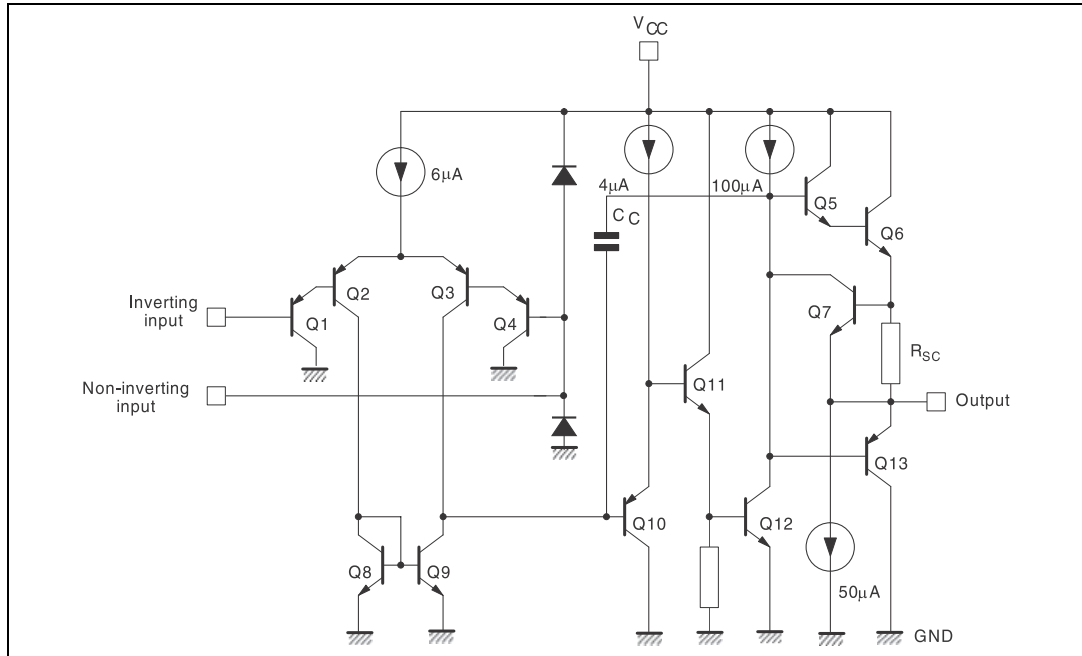 VCC
6μA
4μA
100μA
CC
Q5
Q6
Q2
Q3
Inverting
input
Q1
Q4
Q7
RSC
Non-inverting
input
Q11
Output
Q13
Q10
Q12
Q8
Q9
50μA
GND